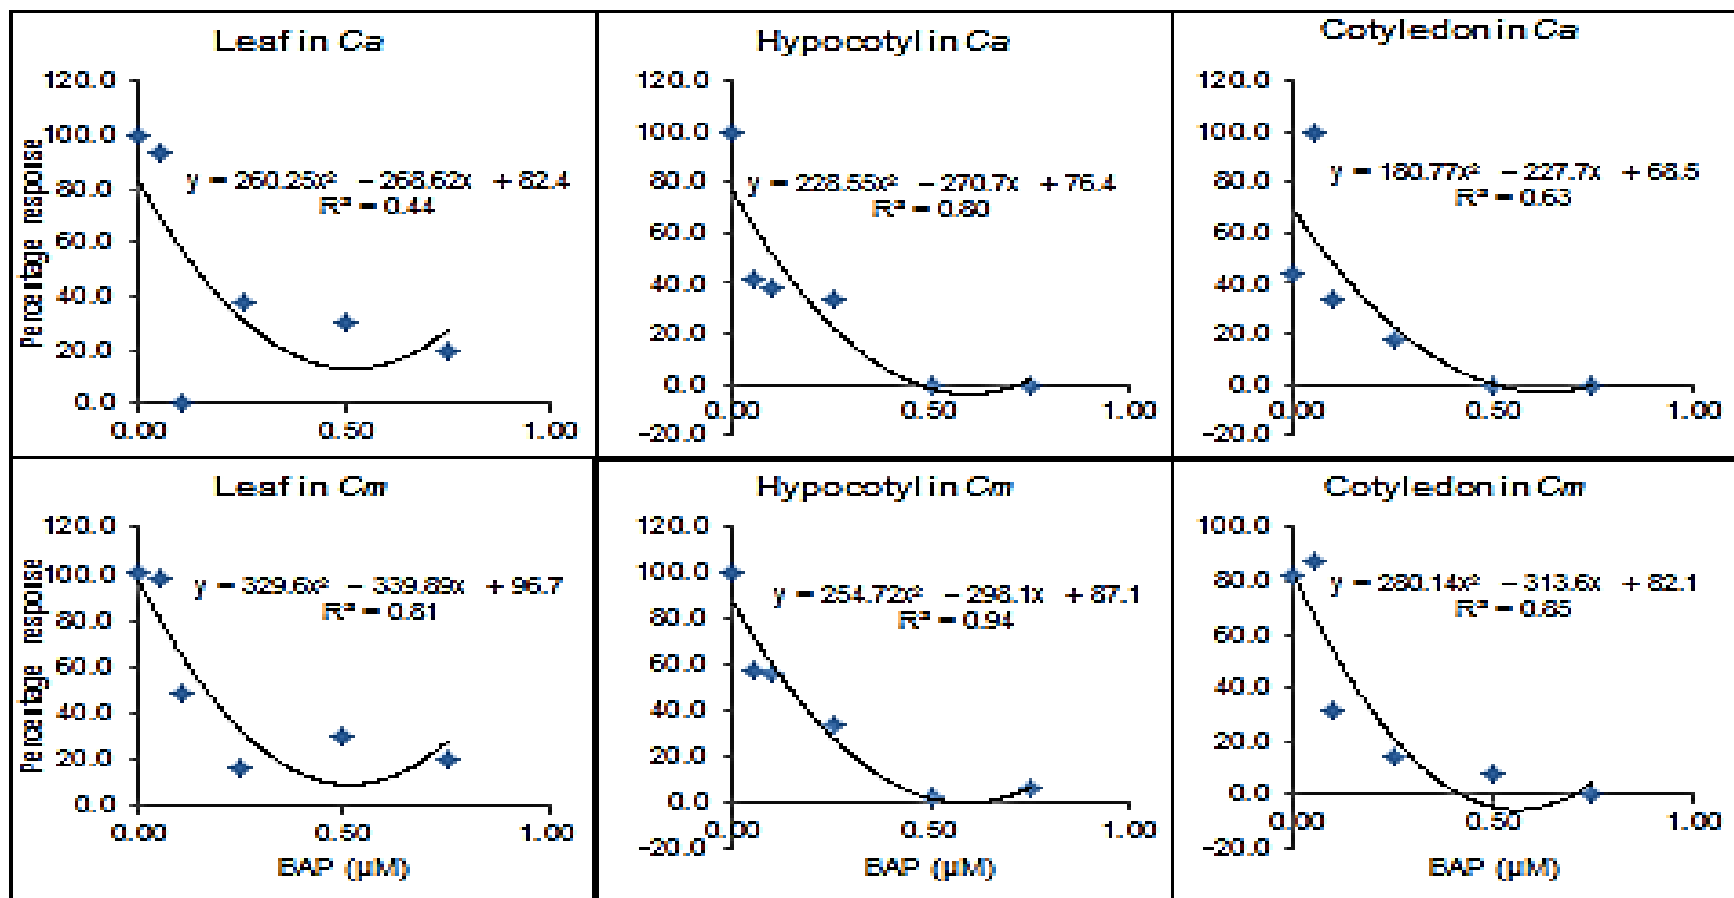 Leaf in Ca
120.0
100.0
80.0
60.0
40.0
20.0
0.0
0.00
0.50
1.00
Percentage response
y = 260.25x² − 268.62x + 82.4
R² = 0.44
Hypocotyl in Ca
120.0
100.0
80.0
60.0
40.0
20.0
0.0
−20.0
0.00
0.50
1.00
y = 228.55x² − 270.7x + 76.4
R² = 0.80
Cotyledon in Ca
120.0
100.0
80.0
60.0
40.0
20.0
0.0
−20.0
0.00
0.50
1.00
y = 180.77x² − 227.7x + 68.5
R² = 0.63
Leaf in Cm
120.0
100.0
80.0
60.0
40.0
20.0
0.0
0.00
0.50
1.00
Percentage response
BAP (µM)
y = 329.6x² − 339.89x + 96.7
R² = 0.81
Hypocotyl in Cm
120.0
100.0
80.0
60.0
40.0
20.0
0.0
−20.0
0.00
0.50
1.00
BAP (µM)
y = 254.72x² − 298.1x + 87.1
R² = 0.94
Cotyledon in Cm
100.0
80.0
60.0
40.0
20.0
0.0
−20.0
0.00
0.50
1.00
BAP (µM)
y = 280.14x² − 313.6x + 82.1
R² = 0.85